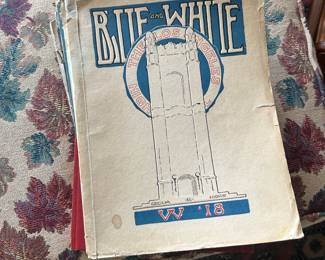 BLUE AND WHITE
LOS ANGELES
W '18